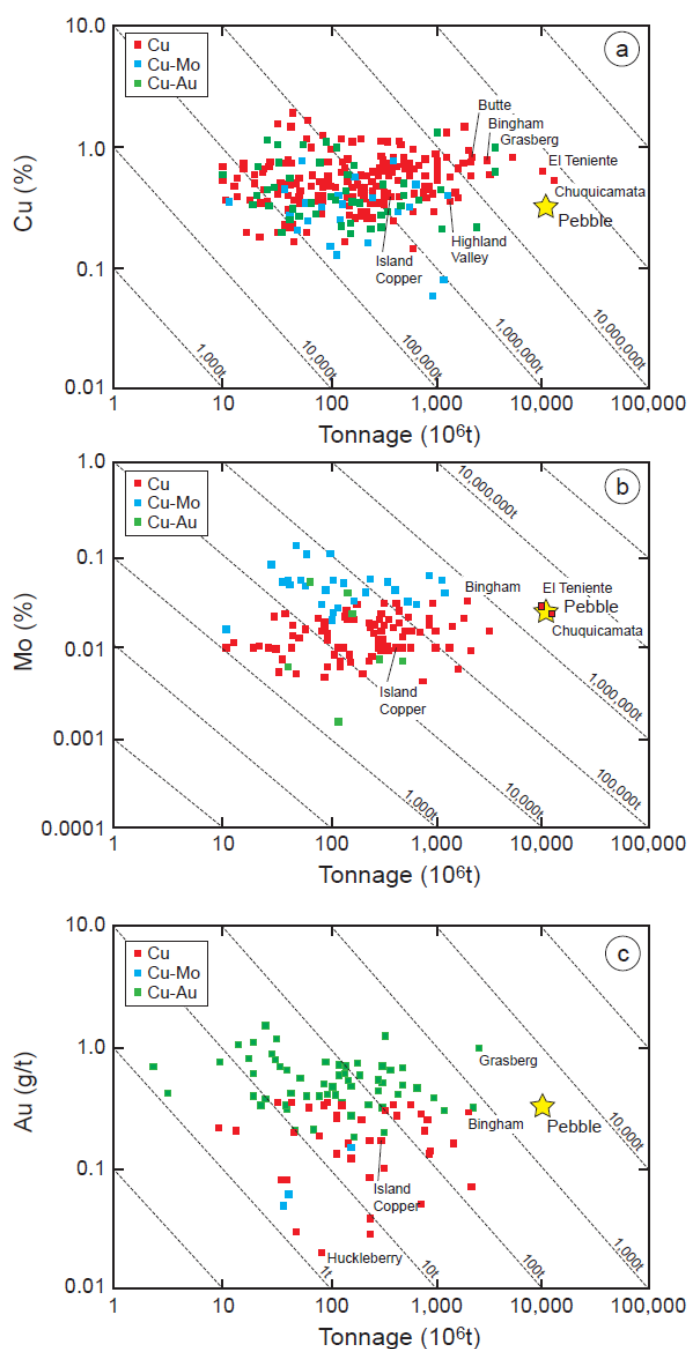 a
Cu
Cu-Mo
Cu-Au
Cu (%)
10.0
1.0
0.1
0.01
Butte
Bingham
Grasberg
El Teniente
Chuquicamata
Pebble
Highland
Valley
Island
Copper
1,000t
10,000t
100,000t
1,000,000t
10,000,000t
1
10
100
1,000
10,000
100,000
Tonnage (10⁶t)
b
Cu
Cu-Mo
Cu-Au
Mo (%)
1.0
0.1
0.01
0.001
0.0001
10,000,000t
Bingham
El Teniente
Pebble
Chuquicamata
Island
Copper
1,000,000t
100,000t
10,000t
1,000t
1
10
100
1,000
10,000
100,000
Tonnage (10⁶t)
c
Cu
Cu-Mo
Cu-Au
Au (g/t)
10.0
1.0
0.1
0.01
Grasberg
Bingham
Pebble
Island
Copper
Huckleberry
1t
10t
100t
1,000t
10,000t
1
10
100
1,000
10,000
100,000
Tonnage (10⁶t)